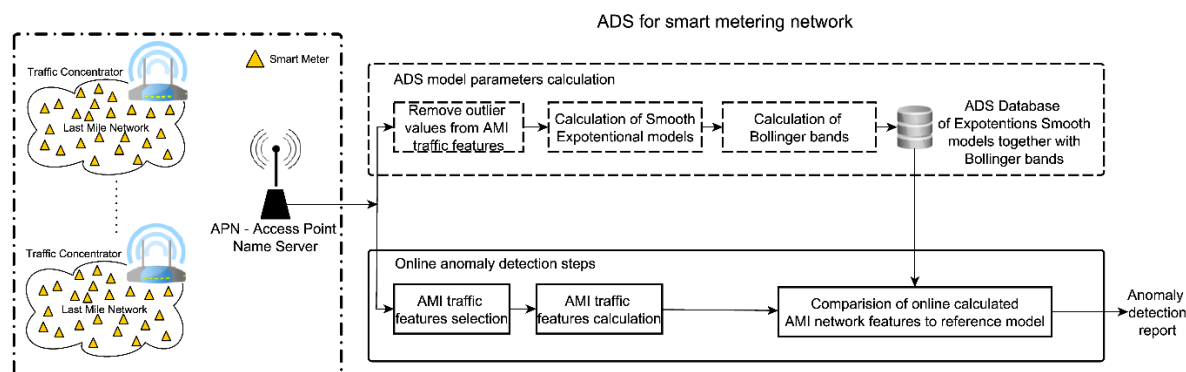 ADS for smart metering network
Traffic Concentrator
Smart Meter
Last Mile Network
APN - Access Point
Name Server
Traffic Concentrator
Last Mile Network
ADS model parameters calculation
Remove outlier
values from AMI
traffic features
Calculation of Smooth
Expotentional models
Calculation of
Bollinger bands
ADS Database
of Expotentions Smooth
models together with
Bollinger bands
Online anomaly detection steps
AMI traffic
features selection
AMI traffic
features calculation
Comparision of online calculated
AMI network features to reference model
Anomaly
detection
report